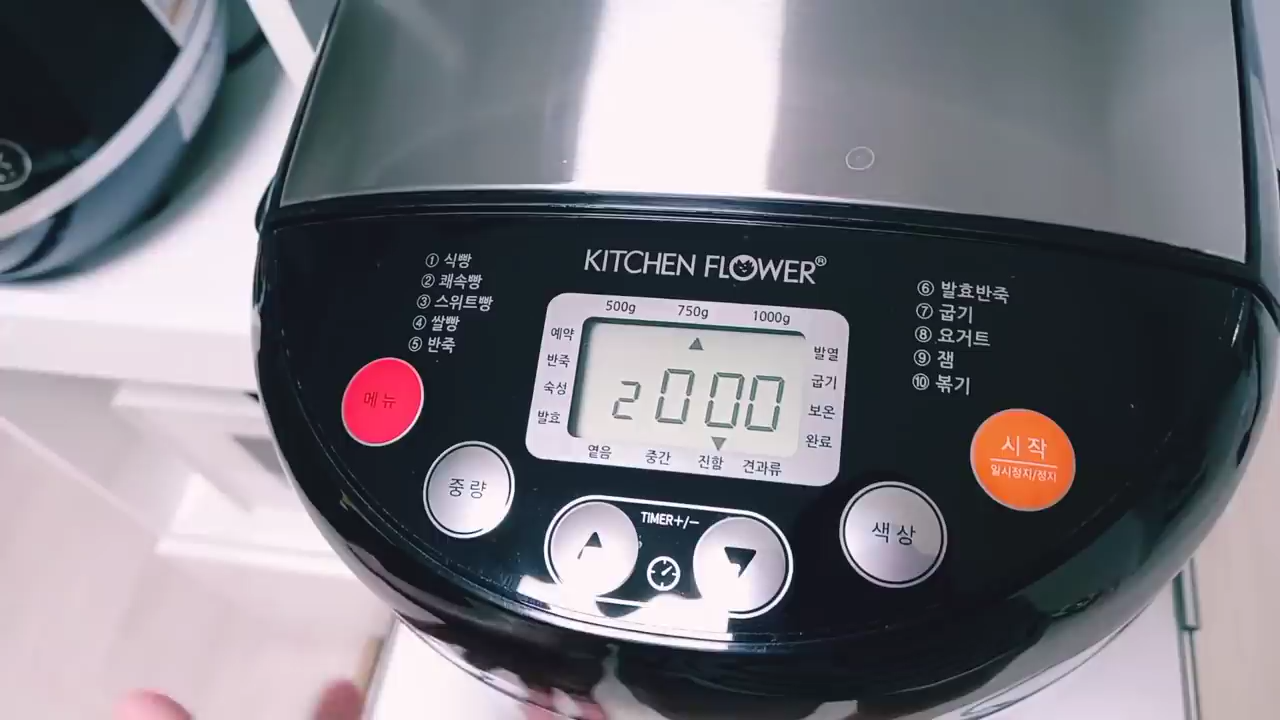 KITCHEN FLOWER®
① 식빵
② 쾌속빵
③ 스위트빵
④ 쌀빵
⑤ 반죽
500g 750g 1000g
예약
반죽
숙성
발효
2 0:00
발열
굽기
보온
완료
옅음 중간 진함 견과류
⑥ 발효반죽
⑦ 굽기
⑧ 요거트
⑨ 잼
⑩ 볶기
메뉴
중량
TIMER+/-
색상
시작
일시정지/정지